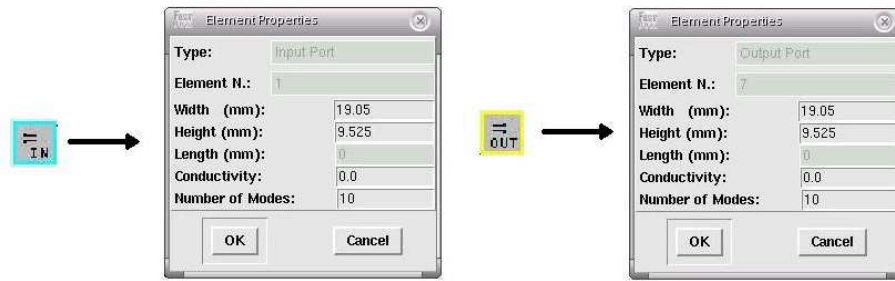 Element Properties
Type: Input Port
Element N.: 1
Width (mm): 19.05
Height (mm): 9.525
Length (mm): 0
Conductivity: 0.0
Number of Modes: 10
OK Cancel
IN
Element Properties
Type: Output Port
Element N.: 7
Width (mm): 19.05
Height (mm): 9.525
Length (mm): 0
Conductivity: 0.0
Number of Modes: 10
OK Cancel
OUT